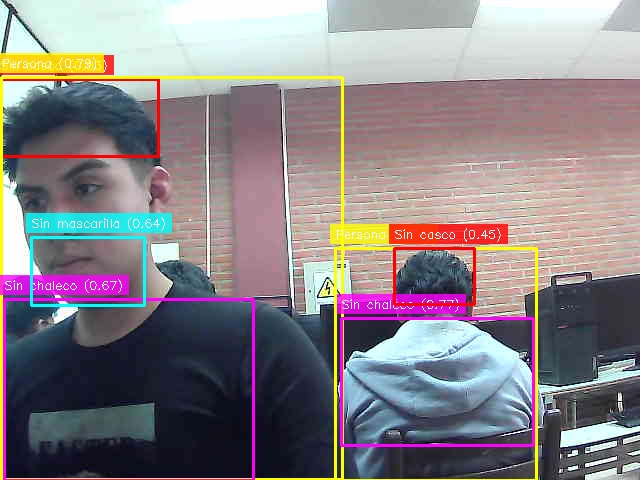 Persona (0.79)
Sin mascarilla (0.64)
Sin chaleco (0.67)
Persona
Sin casco (0.45)
Sin chaleco (0.77)